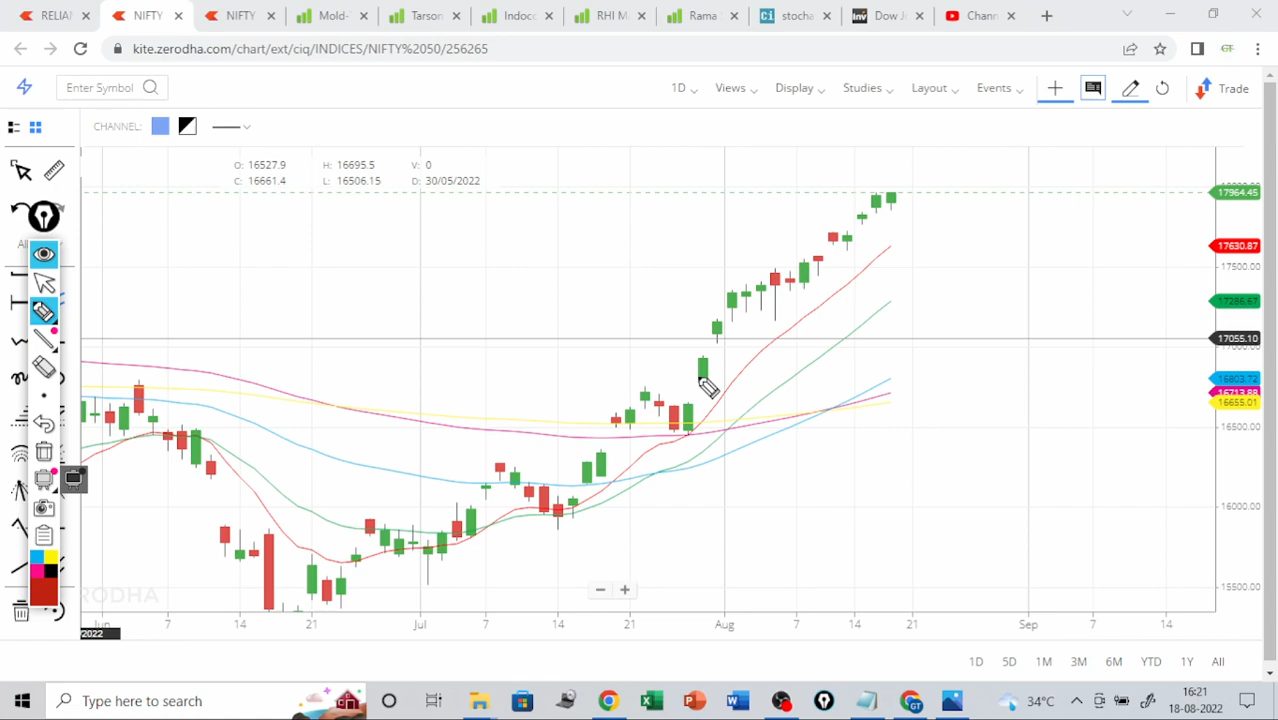 RELIAN
NIFTY
NIFTY
Mold-
Tarson
Indocc
RHI M
Rama
stocha
Dow J
Chann
kite.zerodha.com/chart/ext/ciq/INDICES/NIFTY%2050/256265
Enter Symbol
1D
Views
Display
Studies
Layout
Events
Trade
CHANNEL:
O: 16527.9 H: 16695.5 V: 0
C: 16661.4 L: 16506.15 D: 30/05/2022
17964.45
17630.87
17500.00
17286.67
17055.10
16803.72
16655.01
16500.00
16000.00
15500.00
RODHA
Jun 7 14 21 Jul 7 14 21 Aug 7 14 21 Sep 7 14
2022
1D 5D 1M 3M 6M YTD 1Y All
Type here to search
34°C
16:21
18-08-2022